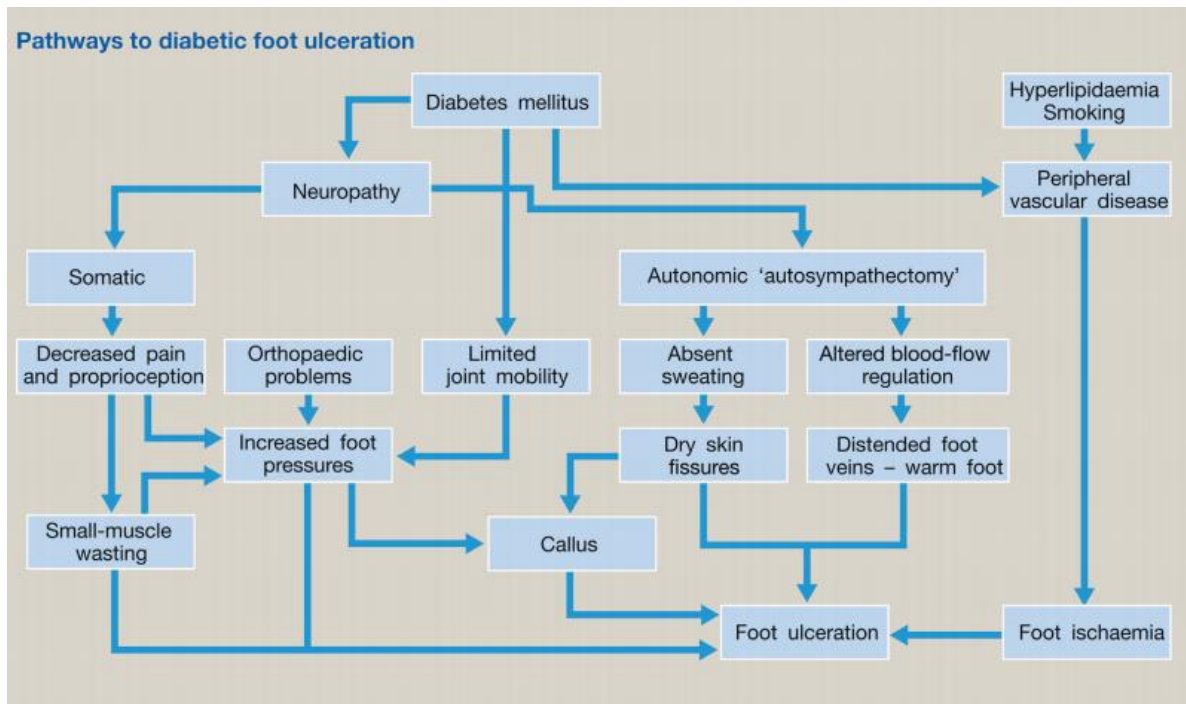 Pathways to diabetic foot ulceration
Diabetes mellitus
Hyperlipidaemia
Smoking
Neuropathy
Peripheral
vascular disease
Somatic
Autonomic ‘autosympathectomy’
Decreased pain
and proprioception
Orthopaedic
problems
Limited
joint mobility
Absent
sweating
Altered blood-flow
regulation
Increased foot
pressures
Dry skin
fissures
Distended foot
veins – warm foot
Small-muscle
wasting
Callus
Foot ulceration
Foot ischaemia